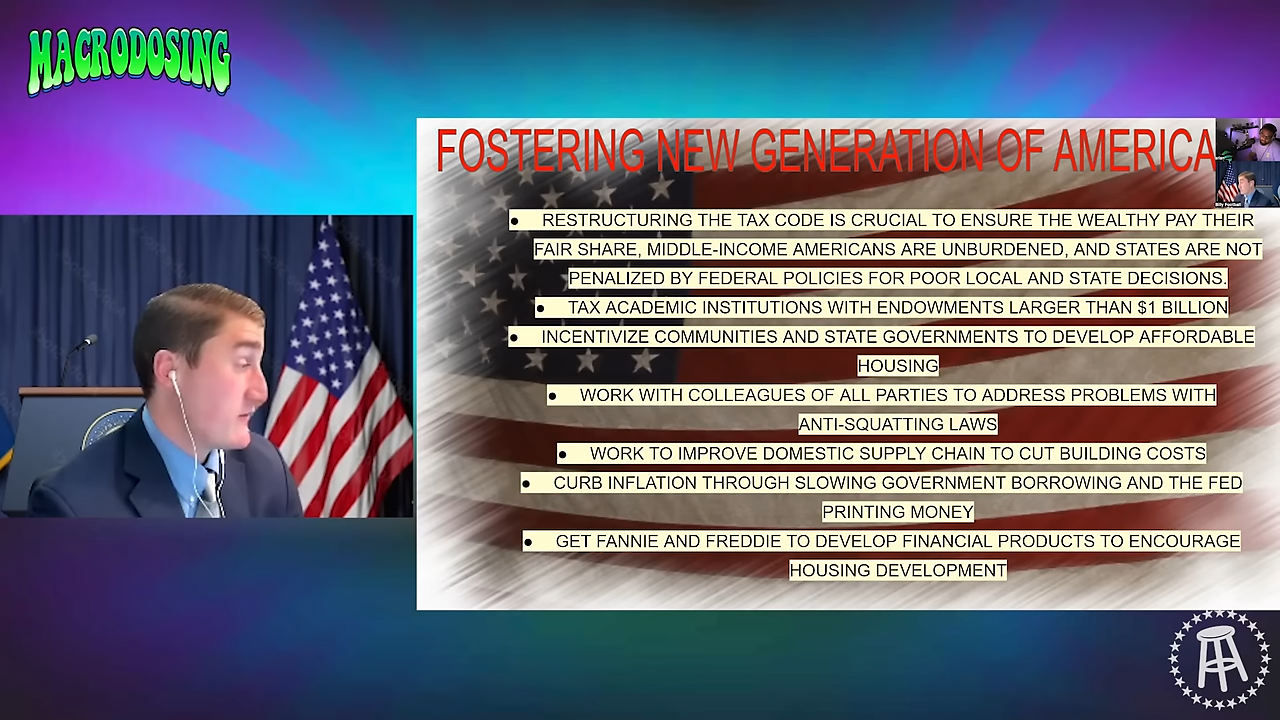 MACRODOSING
FOSTERING NEW GENERATION OF AMERICA
● RESTRUCTURING THE TAX CODE IS CRUCIAL TO ENSURE THE WEALTHY PAY THEIR
FAIR SHARE, MIDDLE-INCOME AMERICANS ARE UNBURDENED, AND STATES ARE NOT
PENALIZED BY FEDERAL POLICIES FOR POOR LOCAL AND STATE DECISIONS.
● TAX ACADEMIC INSTITUTIONS WITH ENDOWMENTS LARGER THAN $1 BILLION
● INCENTIVIZE COMMUNITIES AND STATE GOVERNMENTS TO DEVELOP AFFORDABLE
HOUSING
● WORK WITH COLLEAGUES OF ALL PARTIES TO ADDRESS PROBLEMS WITH
ANTI-SQUATTING LAWS
● WORK TO IMPROVE DOMESTIC SUPPLY CHAIN TO CUT BUILDING COSTS
● CURB INFLATION THROUGH SLOWING GOVERNMENT BORROWING AND THE FED
PRINTING MONEY
● GET FANNIE AND FREDDIE TO DEVELOP FINANCIAL PRODUCTS TO ENCOURAGE
HOUSING DEVELOPMENT
Billy Football